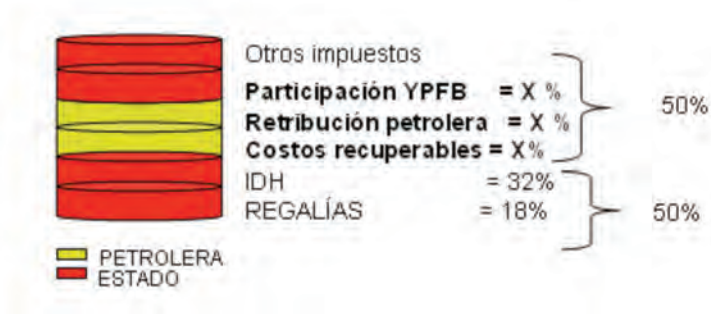 Otros impuestos
Participación YPFB = X %
Retribución petrolera = X %
50%
Costos recuperables = X%
IDH = 32%
REGALÍAS = 18%
50%
PETROLERA
ESTADO